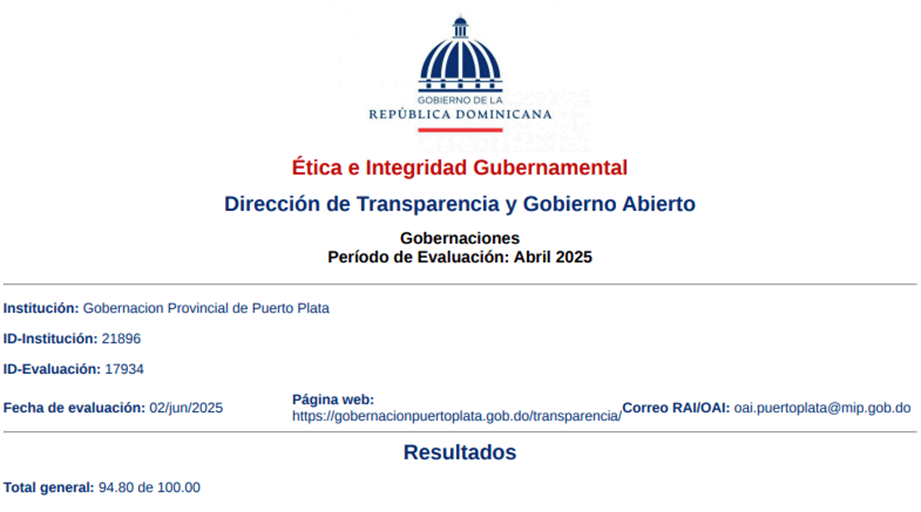 GOBIERNO DE LA
REPÚBLICA DOMINICANA
Ética e Integridad Gubernamental
Dirección de Transparencia y Gobierno Abierto
Gobernaciones
Período de Evaluación: Abril 2025
Institución: Gobernacion Provincial de Puerto Plata
ID-Institución: 21896
ID-Evaluación: 17934
Fecha de evaluación: 02/jun/2025
Página web:
https://gobernacionpuertoplata.gob.do/transparencia/
Correo RAI/OAI: oai.puertoplata@mip.gob.do
Resultados
Total general: 94.80 de 100.00